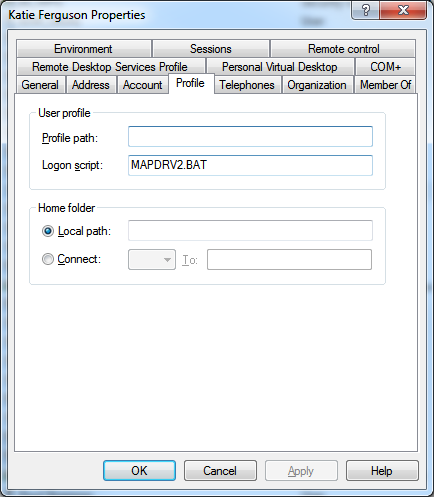 Katie Ferguson Properties
Environment Sessions Remote control
Remote Desktop Services Profile Personal Virtual Desktop COM+
General Address Account Profile Telephones Organization Member Of
User profile
Profile path:
Logon script: MAPDRV2.BAT
Home folder
Local path:
Connect: To:
OK Cancel Apply Help